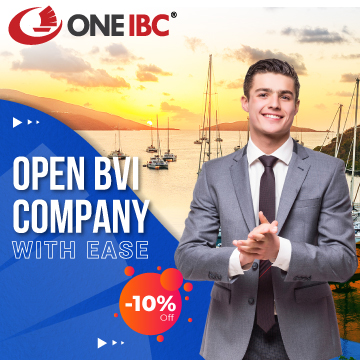 ONE IBC®
OPEN BVI
COMPANY
WITH EASE
-10%
Off